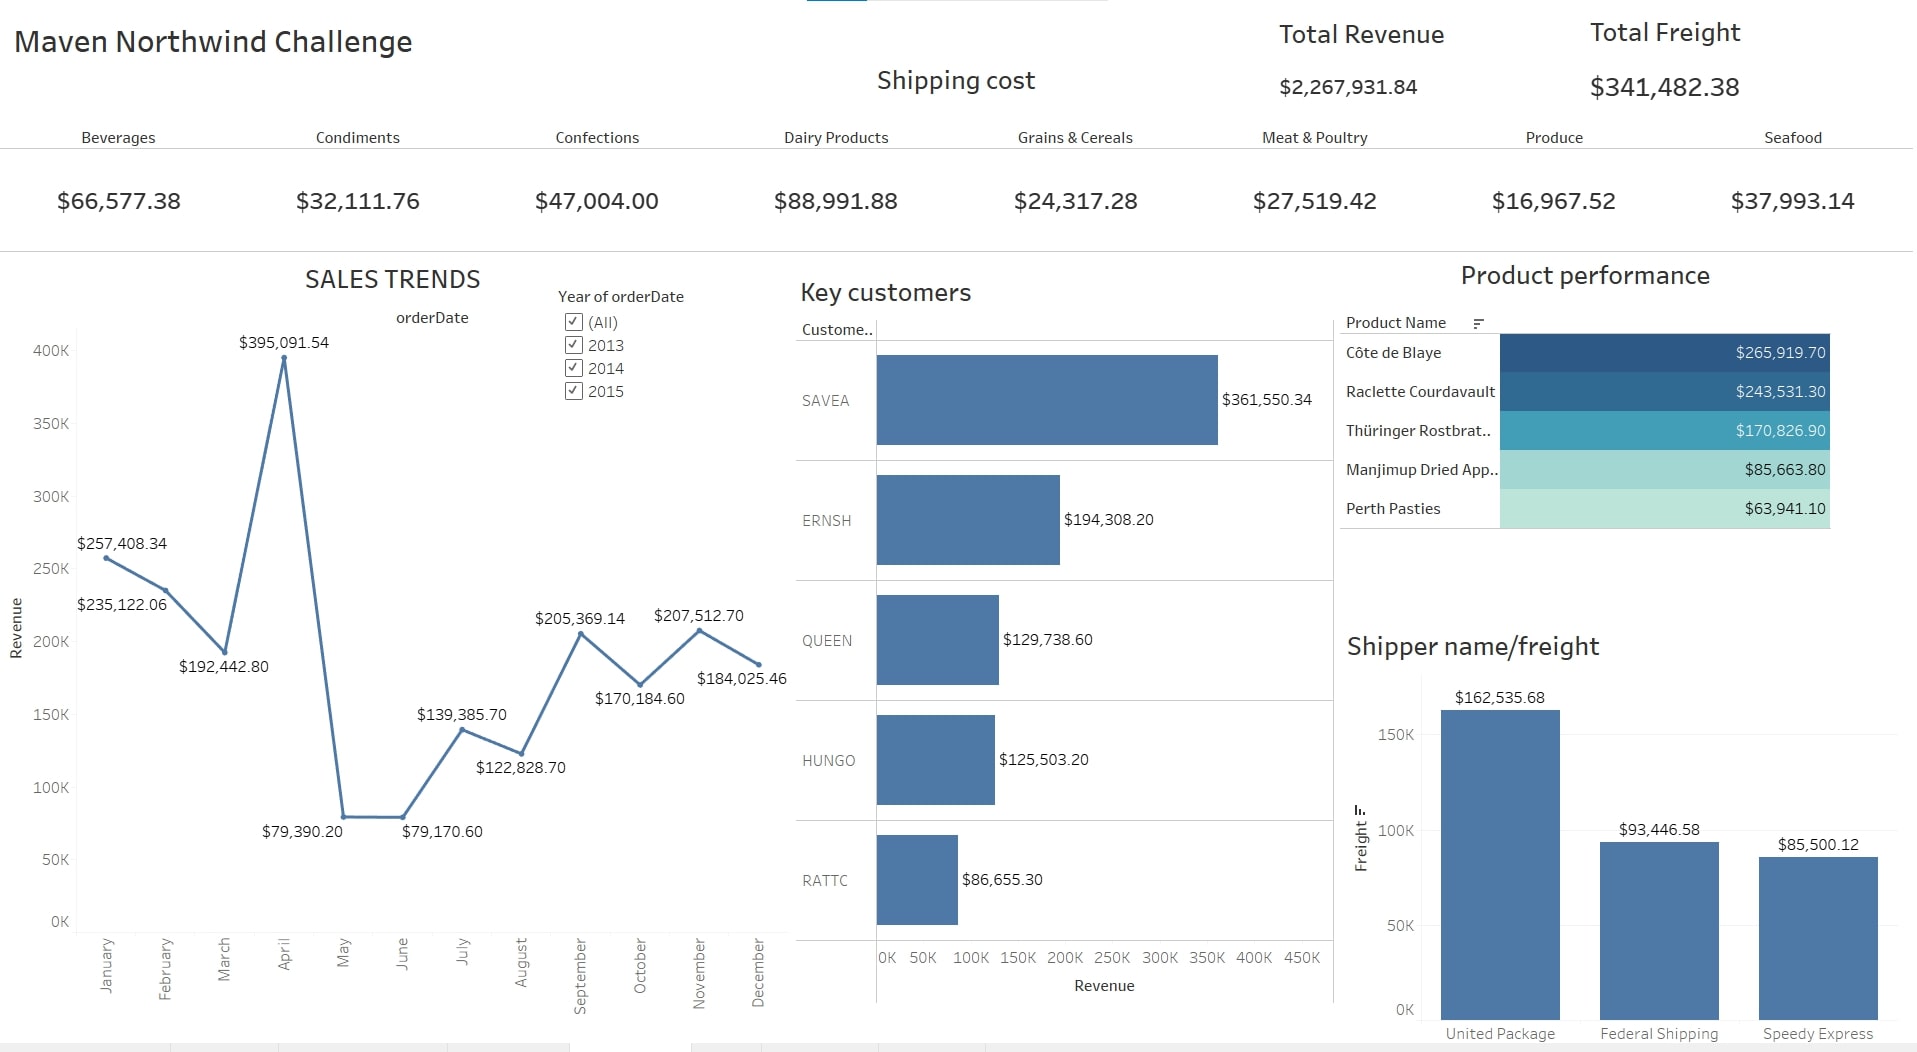 Maven Northwind Challenge
Shipping cost
Total Revenue
$2,267,931.84
Total Freight
$341,482.38
Beverages Condiments Confections Dairy Products Grains & Cereals Meat & Poultry Produce Seafood
$66,577.38 $32,111.76 $47,004.00 $88,991.88 $24,317.28 $27,519.42 $16,967.52 $37,993.14
SALES TRENDS
orderDate
Year of orderDate
(All)
2013
2014
2015
Revenue
400K
350K
300K
250K
200K
150K
100K
50K
0K
$257,408.34
$235,122.06
$192,442.80
$395,091.54
$79,390.20
$79,170.60
$139,385.70
$122,828.70
$205,369.14
$170,184.60
$207,512.70
$184,025.46
January
February
March
April
May
June
July
August
September
October
November
December
Key customers
Custome..
SAVEA $361,550.34
ERNSH $194,308.20
QUEEN $129,738.60
HUNGO $125,503.20
RATTC $86,655.30
0K 50K 100K 150K 200K 250K 300K 350K 400K 450K
Revenue
Product performance
Product Name
Côte de Blaye $265,919.70
Raclette Courdavault $243,531.30
Thüringer Rostbrat.. $170,826.90
Manjimup Dried App.. $85,663.80
Perth Pasties $63,941.10
Shipper name/freight
Freight
150K
100K
50K
0K
$162,535.68
$93,446.58
$85,500.12
United Package Federal Shipping Speedy Express